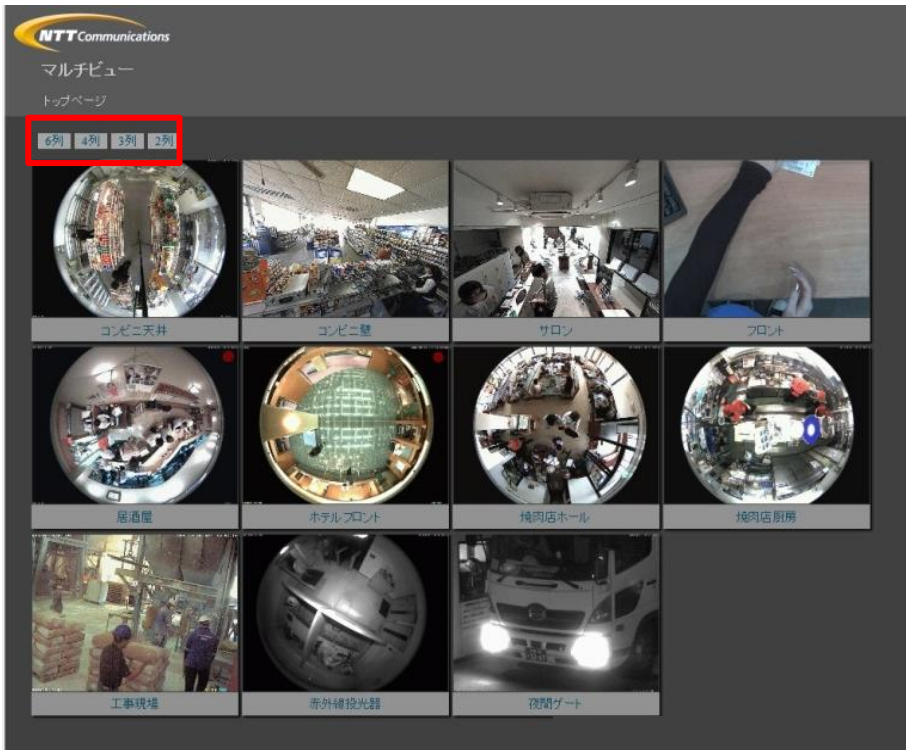 NTT Communications
マルチビュー
トップページ
6列 4列 3列 2列
コンビニ天井 コンビニ壁 サロン フロント
居酒屋 ホテルフロント 焼肉店ホール 焼肉店厨房
工事現場 赤外線投光器 夜間ゲート